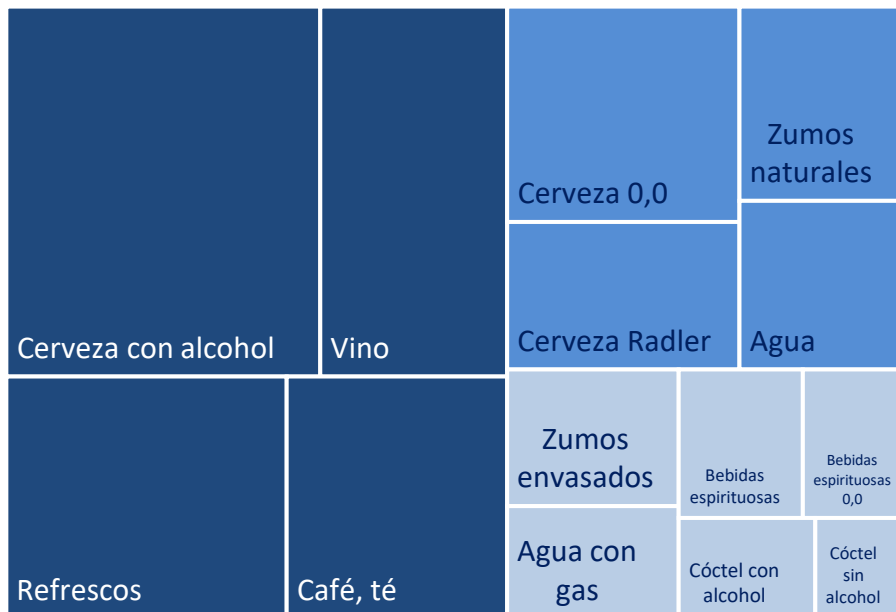 Cerveza con alcohol
Vino
Refrescos
Café, té
Cerveza 0,0
Zumos
naturales
Cerveza Radler
Agua
Zumos
envasados
Bebidas
espirituosas
Bebidas
espirituosas
0,0
Agua con
gas
Cóctel con
alcohol
Cóctel
sin
alcohol